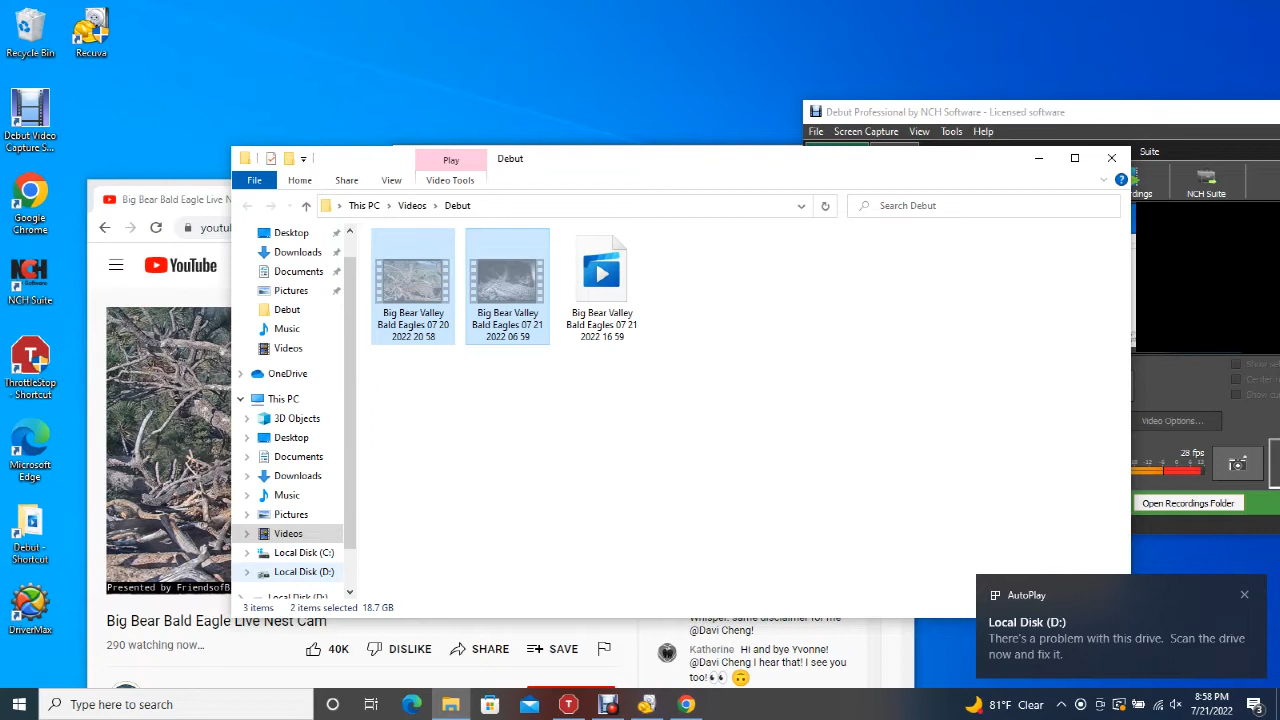 Recycle Bin
Recuva
Debut Video
Capture S...
Google
Chrome
NCH Suite
ThrottleStop
- Shortcut
Microsoft
Edge
Debut -
Shortcut
DriverMax
Debut Professional by NCH Software - Licensed software
File Screen Capture View Tools Help
Suite
NCH Suite
Video Options...
28 fps
Open Recordings Folder
Play
Debut
File
Home
Share
View
Video Tools
This PC
Videos
Debut
Search Debut
Desktop
Downloads
Documents
Pictures
Debut
Music
Videos
OneDrive
This PC
3D Objects
Desktop
Documents
Downloads
Music
Pictures
Videos
Local Disk (C:)
Local Disk (D:)
Local Disk (D:)
Big Bear Valley
Bald Eagles 07 20
2022 20 58
Big Bear Valley
Bald Eagles 07 21
2022 06 59
Big Bear Valley
Bald Eagles 07 21
2022 16 59
3 items
2 items selected 18.7 GB
Big Bear Bald Eagle Live N
youtu
YouTube
Presented by FriendsofB
Big Bear Bald Eagle Live Nest Cam
290 watching now...
40K
DISLIKE
SHARE
SAVE
Whisper. same disclaimer for me
@Davi Cheng!
Katherine Hi and bye Yvonne!
@Davi Cheng I hear that! I see you
too!
AutoPlay
Local Disk (D:)
There's a problem with this drive. Scan the drive
now and fix it.
Type here to search
81°F Clear
8:58 PM
7/21/2022
3